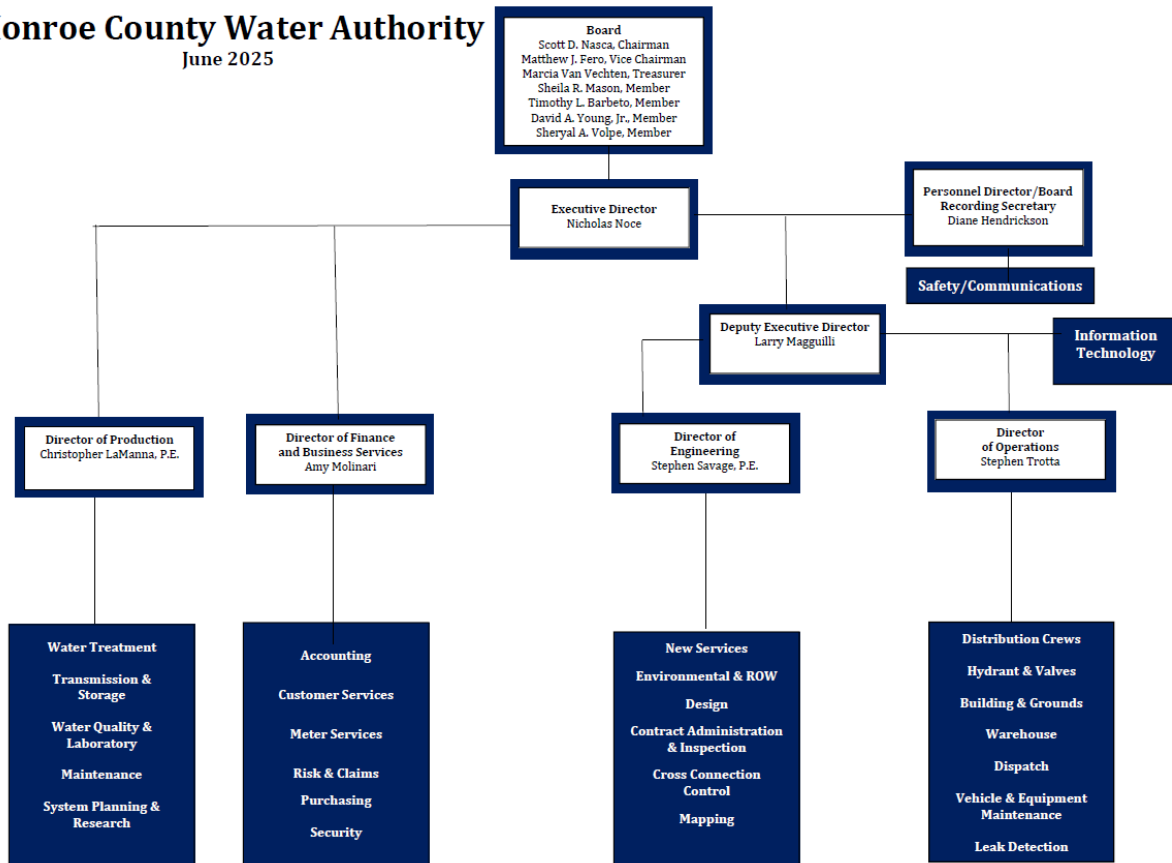 onroe County Water Authority
June 2025
Board
Scott D. Nasca, Chairman
Matthew J. Fero, Vice Chairman
Marcia Van Vechten, Treasurer
Sheila R. Mason, Member
Timothy L. Barbeto, Member
David A. Young, Jr., Member
Sheryal A. Volpe, Member
Executive Director
Nicholas Noce
Personnel Director/Board
Recording Secretary
Diane Hendrickson
Safety/Communications
Deputy Executive Director
Larry Magguilli
Information
Technology
Director of Production
Christopher LaManna, P.E.
Director of Finance
and Business Services
Amy Molinari
Director of
Engineering
Stephen Savage, P.E.
Director
of Operations
Stephen Trotta
Water Treatment
Transmission &
Storage
Water Quality &
Laboratory
Maintenance
System Planning &
Research
Accounting
Customer Services
Meter Services
Risk & Claims
Purchasing
Security
New Services
Environmental & ROW
Design
Contract Administration
& Inspection
Cross Connection
Control
Mapping
Distribution Crews
Hydrant & Valves
Building & Grounds
Warehouse
Dispatch
Vehicle & Equipment
Maintenance
Leak Detection